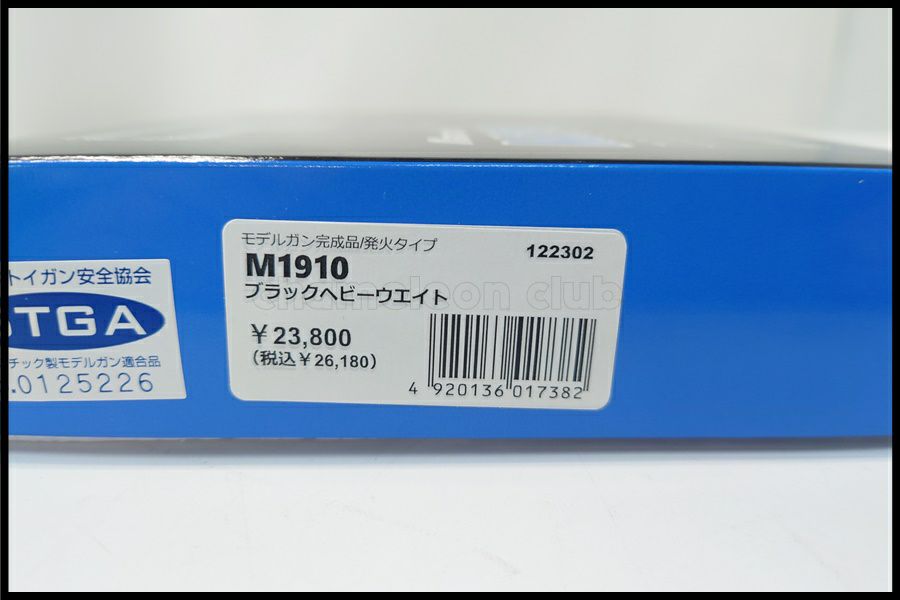 モデルガン完成品/発火タイプ
122302
M1910
ブラックヘビーウエイト
chameleon club
￥23,800
(税込￥26,180)
4 920136 017382
トイガン安全協会
STGA
チック製モデルガン適合品
.0125226